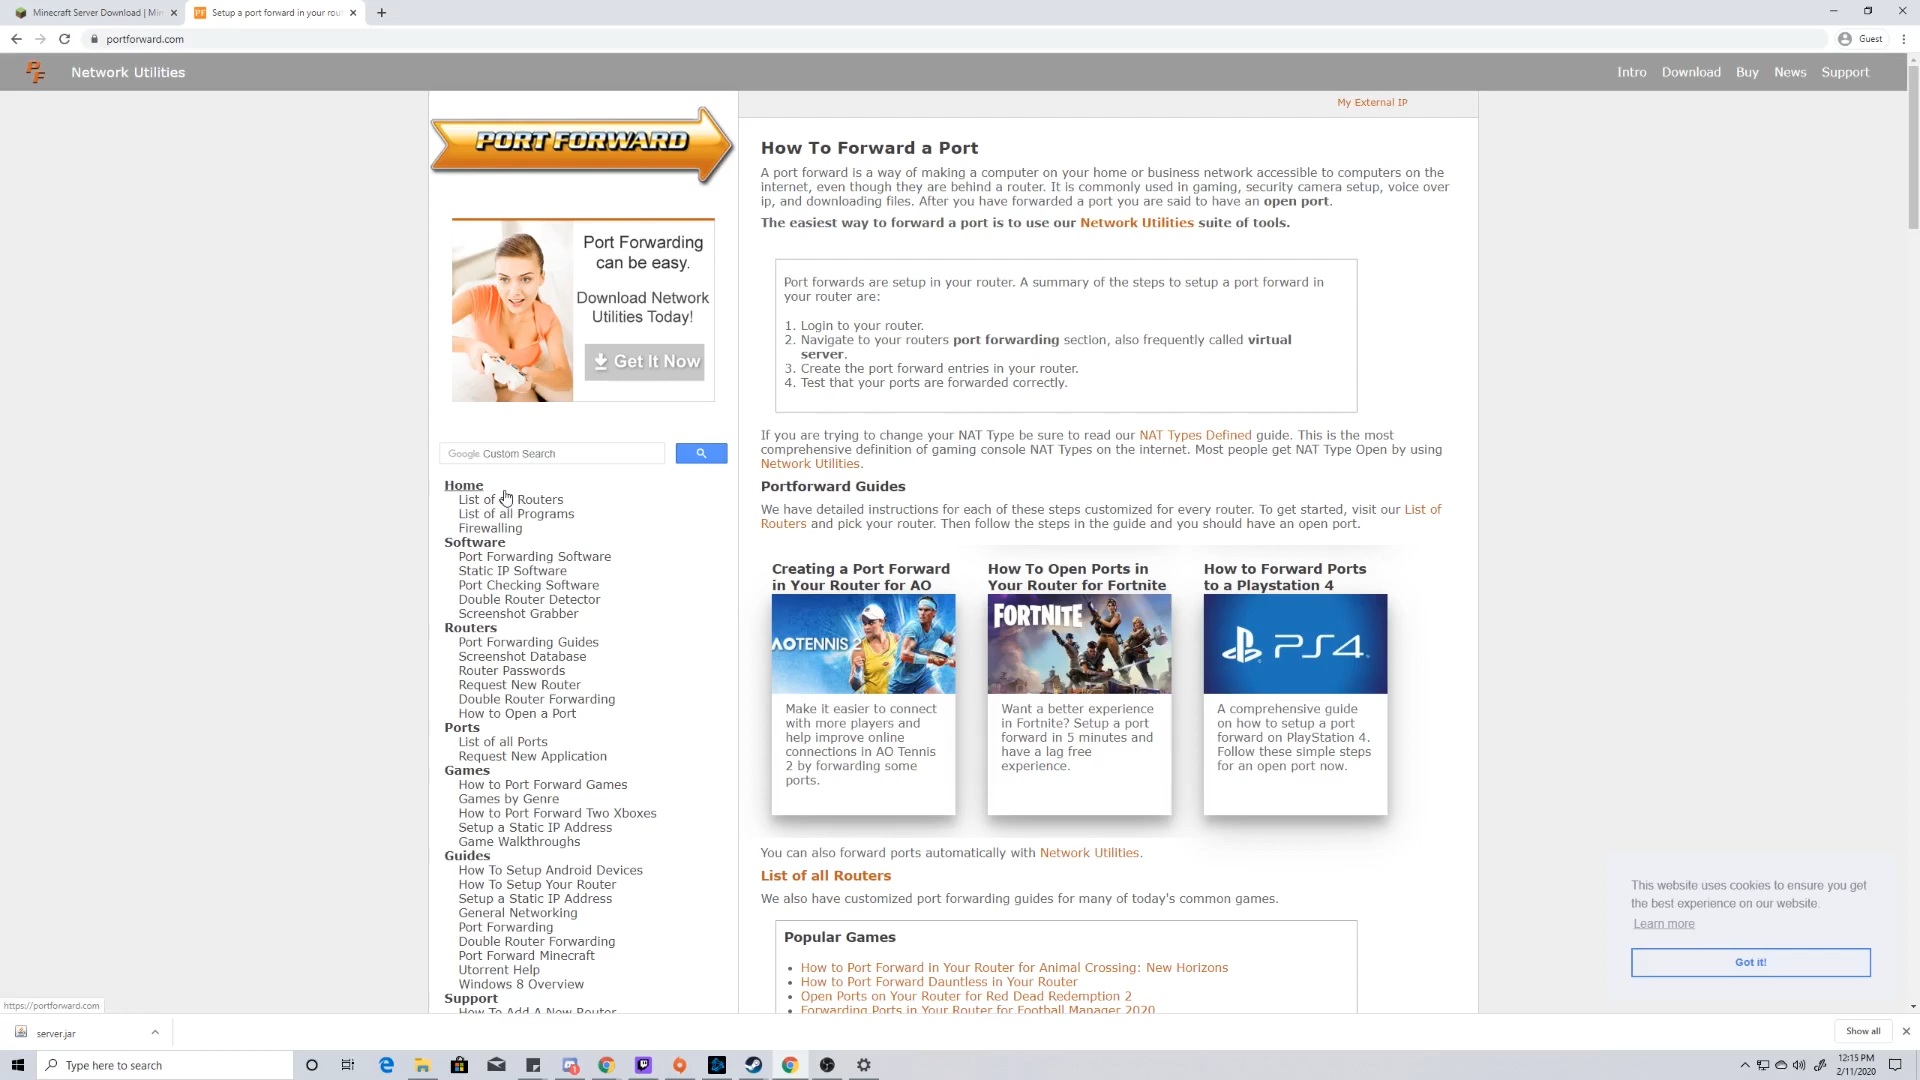 Minecraft Server Download | Min
Setup a port forward in your rou
portforward.com
Guest
PF
Network Utilities
Intro
Download
Buy
News
Support
PORT FORWARD
My External IP
Port Forwarding
can be easy.
Download Network
Utilities Today!
Get It Now
Google Custom Search
Home
List of Routers
List of all Programs
Firewalling
Software
Port Forwarding Software
Static IP Software
Port Checking Software
Double Router Detector
Screenshot Grabber
Routers
Port Forwarding Guides
Screenshot Database
Router Passwords
Request New Router
Double Router Forwarding
How to Open a Port
Ports
List of all Ports
Request New Application
Games
How to Port Forward Games
Games by Genre
How to Port Forward Two Xboxes
Setup a Static IP Address
Game Walkthroughs
Guides
How To Setup Android Devices
How To Setup Your Router
Setup a Static IP Address
General Networking
Port Forwarding
Double Router Forwarding
Port Forward Minecraft
Utorrent Help
Windows 8 Overview
Support
How To Add A New Router
How To Forward a Port
A port forward is a way of making a computer on your home or business network accessible to computers on the
internet, even though they are behind a router. It is commonly used in gaming, security camera setup, voice over
ip, and downloading files. After you have forwarded a port you are said to have an open port.
The easiest way to forward a port is to use our Network Utilities suite of tools.
Port forwards are setup in your router. A summary of the steps to setup a port forward in
your router are:
1. Login to your router.
2. Navigate to your routers port forwarding section, also frequently called virtual
server.
3. Create the port forward entries in your router.
4. Test that your ports are forwarded correctly.
If you are trying to change your NAT Type be sure to read our NAT Types Defined guide. This is the most
comprehensive definition of gaming console NAT Types on the internet. Most people get NAT Type Open by using
Network Utilities.
Portforward Guides
We have detailed instructions for each of these steps customized for every router. To get started, visit our List of
Routers and pick your router. Then follow the steps in the guide and you should have an open port.
Creating a Port Forward
in Your Router for AO
AOTENNIS 2
Make it easier to connect
with more players and
help improve online
connections in AO Tennis
2 by forwarding some
ports.
How To Open Ports in
Your Router for Fortnite
FORTNITE
Want a better experience
in Fortnite? Setup a port
forward in 5 minutes and
have a lag free
experience.
How to Forward Ports
to a Playstation 4
PS4
A comprehensive guide
on how to setup a port
forward on PlayStation 4.
Follow these simple steps
for an open port now.
You can also forward ports automatically with Network Utilities.
List of all Routers
We also have customized port forwarding guides for many of today's common games.
Popular Games
• How to Port Forward in Your Router for Animal Crossing: New Horizons
• How to Port Forward Dauntless in Your Router
• Open Ports on Your Router for Red Dead Redemption 2
• Forwarding Ports in Your Router for Football Manager 2020
This website uses cookies to ensure you get
the best experience on our website.
Learn more
Got it!
https://portforward.com
server.jar
Show all
Type here to search
12:15 PM
2/11/2020